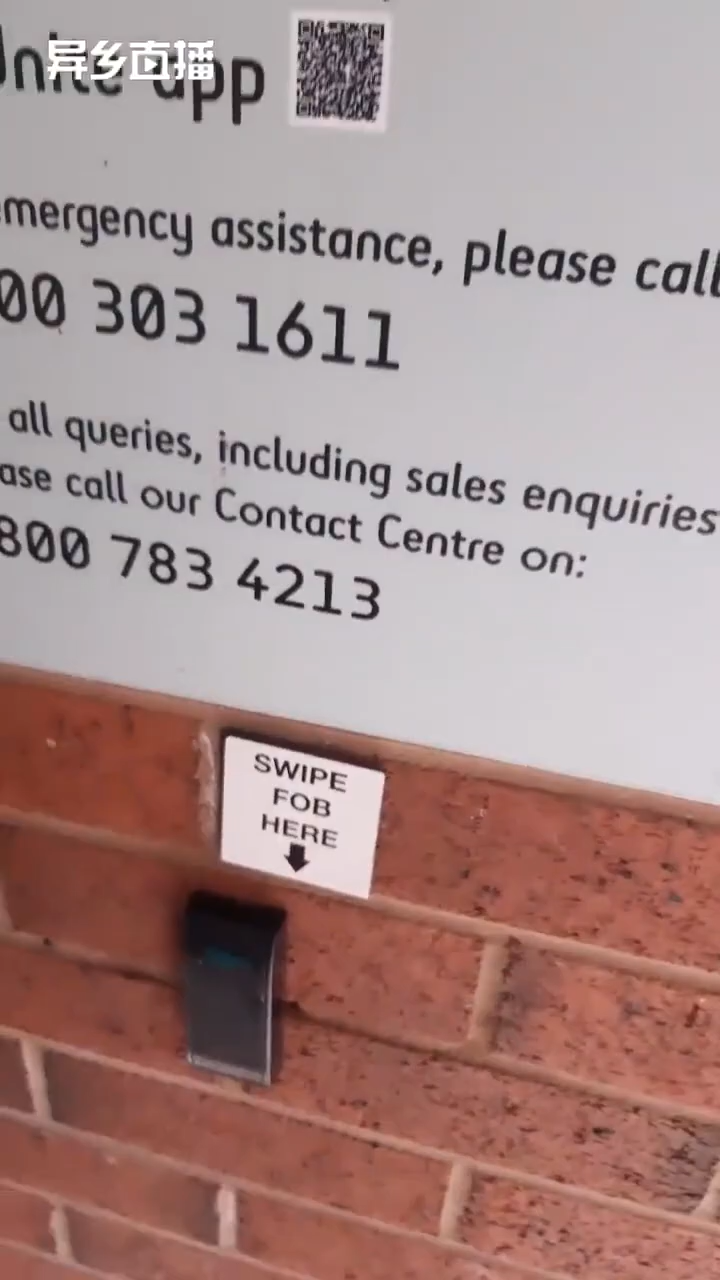 异乡直播
Unite app
emergency assistance, please call
00 303 1611
all queries, including sales enquiries
ase call our Contact Centre on:
800 783 4213
SWIPE
FOB
HERE